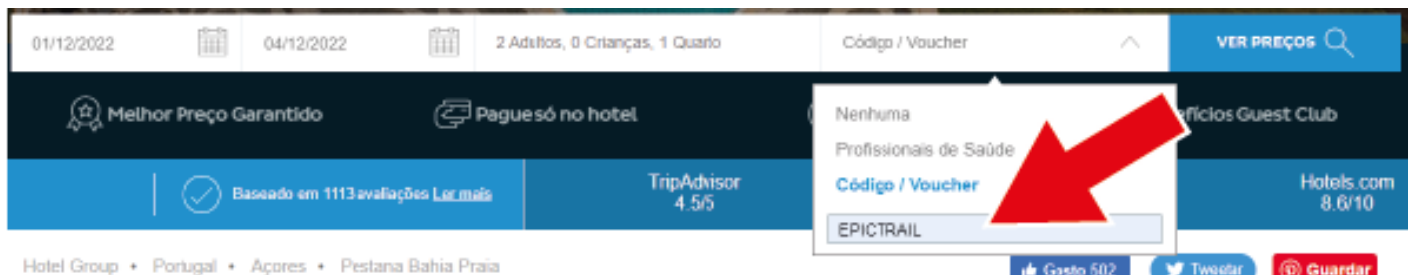 01/12/2022 04/12/2022 2 Adultos, 0 Crianças, 1 Quarto Código / Voucher VER PREÇOS
Melhor Preço Garantido Pague só no hotel efícios Guest Club
Nenhuma
Profissionais de Saúde
Código / Voucher
EPICTRAIL
Baseado em 1113 avaliações Ler mais
TripAdvisor
4.5/5
Hotels.com
8.6/10
Hotel Group • Portugal • Açores • Pestana Bahia Praia
Gosto 502 Tweetar Guardar